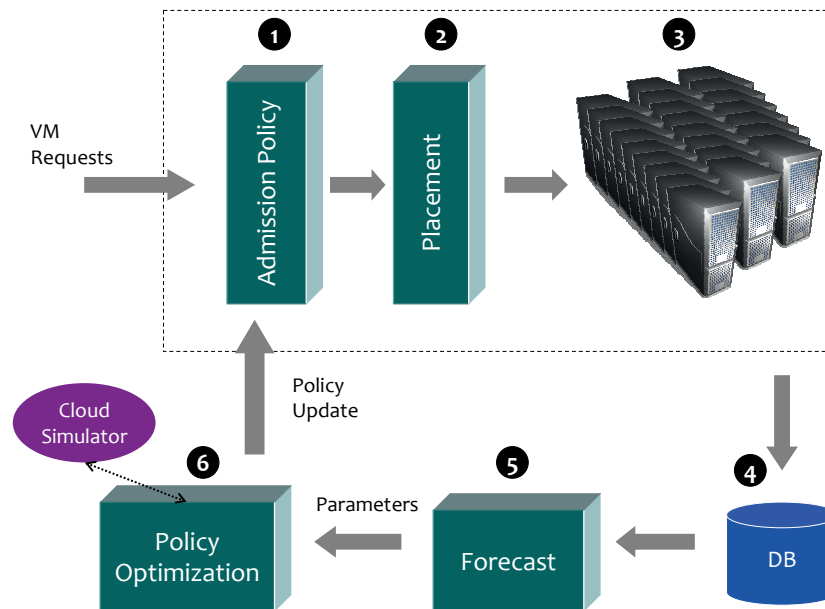 1
2
3
VM
Requests
Admission Policy
Placement
Policy
Update
Cloud
Simulator
6
5
4
Parameters
Policy
Optimization
Forecast
DB